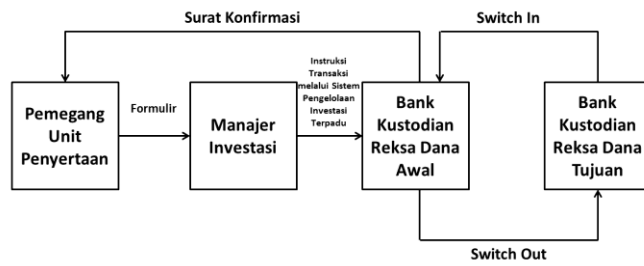 Surat Konfirmasi
Switch In
Pemegang
Unit
Penyertaan
Formulir
Manajer
Investasi
Instruksi
Transaksi
melalui Sistem
Pengelolaan
Investasi
Terpadu
Bank
Kustodian
Reksa Dana
Awal
Bank
Kustodian
Reksa Dana
Tujuan
Switch Out